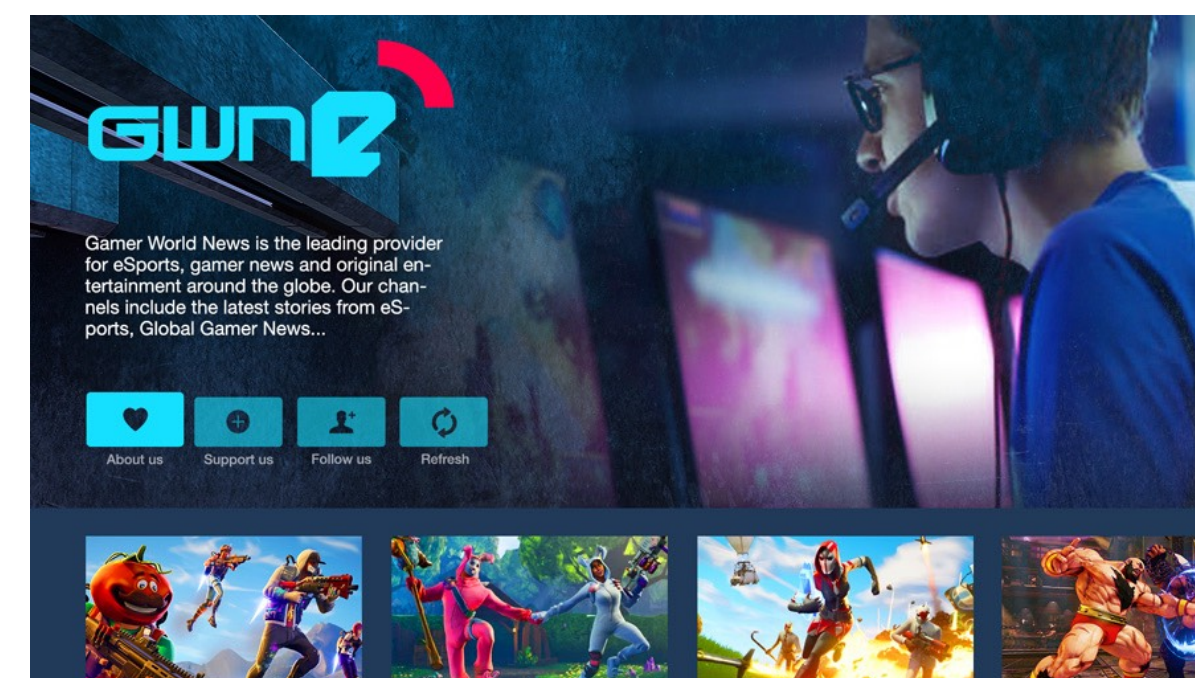 GWNE
Gamer World News is the leading provider
for eSports, gamer news and original en-
tertainment around the globe. Our chan-
nels include the latest stories from eS-
ports, Global Gamer News...
About us
Support us
Follow us
Refresh